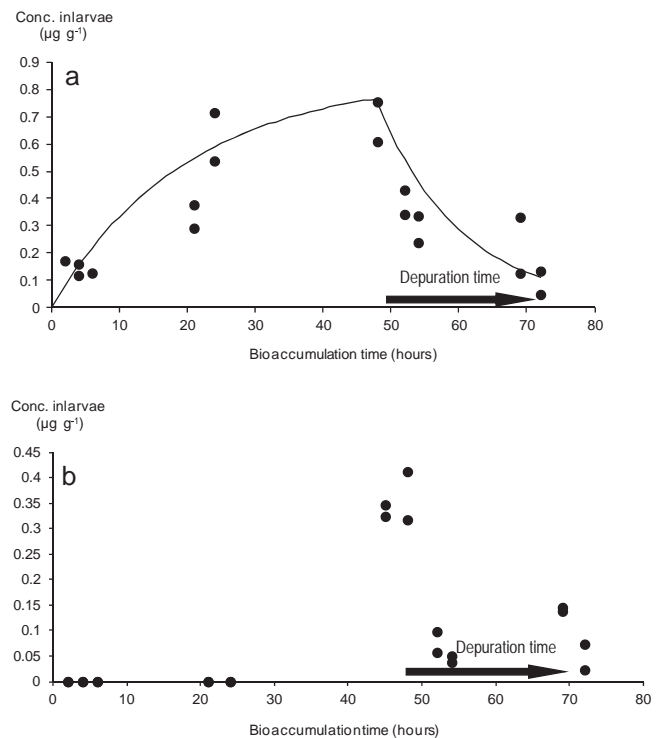 Conc. inlarvae
(µg g⁻¹)
0.9
a
0.8
0.7
0.6
0.5
0.4
0.3
0.2
0.1
Depuration time
0
0 10 20 30 40 50 60 70 80
Bioaccumulation time (hours)
Conc. inlarvae
(µg g⁻¹)
0.45
b
0.4
0.35
0.3
0.25
0.2
0.15
0.1
0.05
Depuration time
0
0 10 20 30 40 50 60 70 80
Bioaccumulationtime (hours)